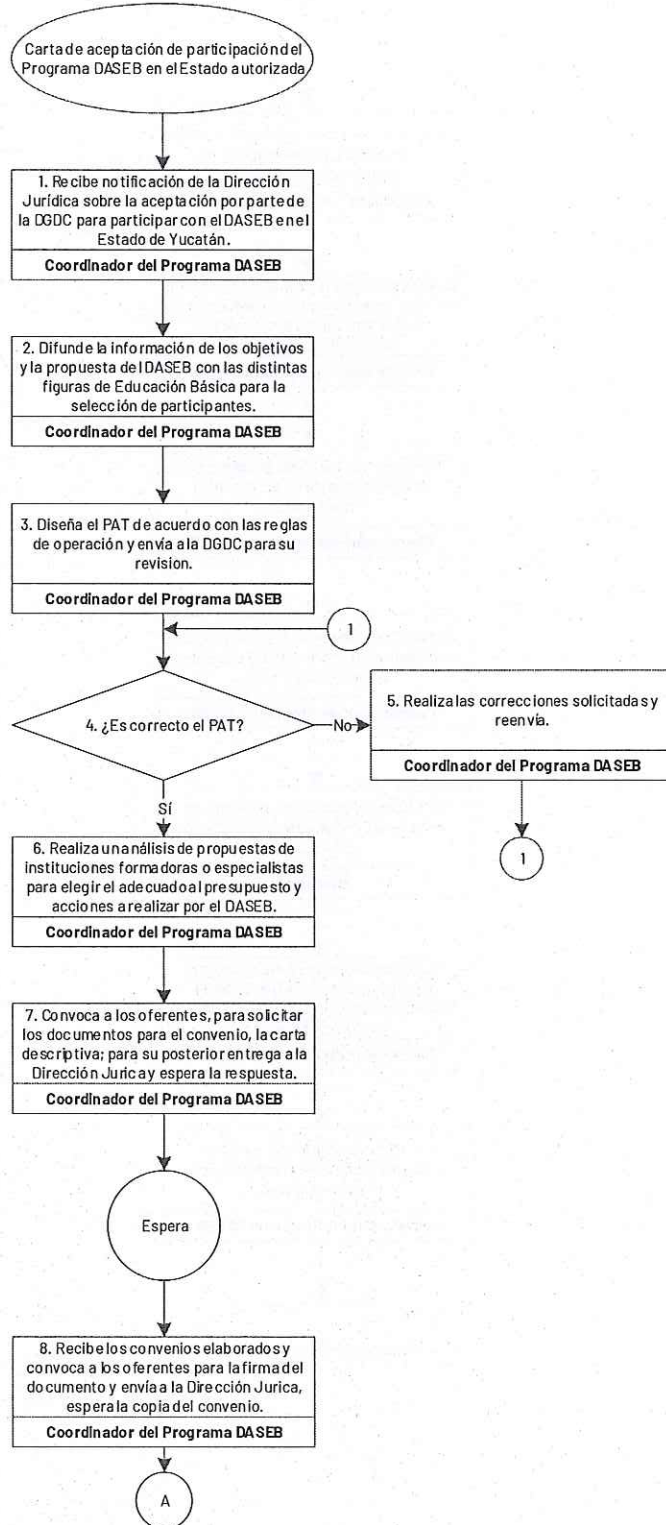 Carta de aceptación de participación del
Programa DASEB en el Estado autorizada
1. Recibe notificación de la Dirección
Jurídica sobre la aceptación por parte de
la DGDC para participar con el DASEB en el
Estado de Yucatán.
Coordinador del Programa DASEB
2. Difunde la información de los objetivos
y la propuesta del DASEB con las distintas
figuras de Educación Básica para la
selección de participantes.
Coordinador del Programa DASEB
3. Diseña el PAT de acuerdo con las reglas
de operación y envía a la DGDC para su
revision.
Coordinador del Programa DASEB
1
4. ¿Es correcto el PAT?
No
5. Realiza las correcciones solicitadas y
reenvía.
Coordinador del Programa DASEB
1
Sí
6. Realiza un análisis de propuestas de
instituciones formadoras o especialistas
para elegir el adecuado al presupuesto y
acciones a realizar por el DASEB.
Coordinador del Programa DASEB
7. Convoca a los oferentes, para solicitar
los documentos para el convenio, la carta
descriptiva; para su posterior entrega a la
Dirección Jurica y espera la respuesta.
Coordinador del Programa DASEB
Espera
8. Recibe los convenios elaborados y
convoca a los oferentes para la firma del
documento y envía a la Dirección Jurica,
espera la copia del convenio.
Coordinador del Programa DASEB
A